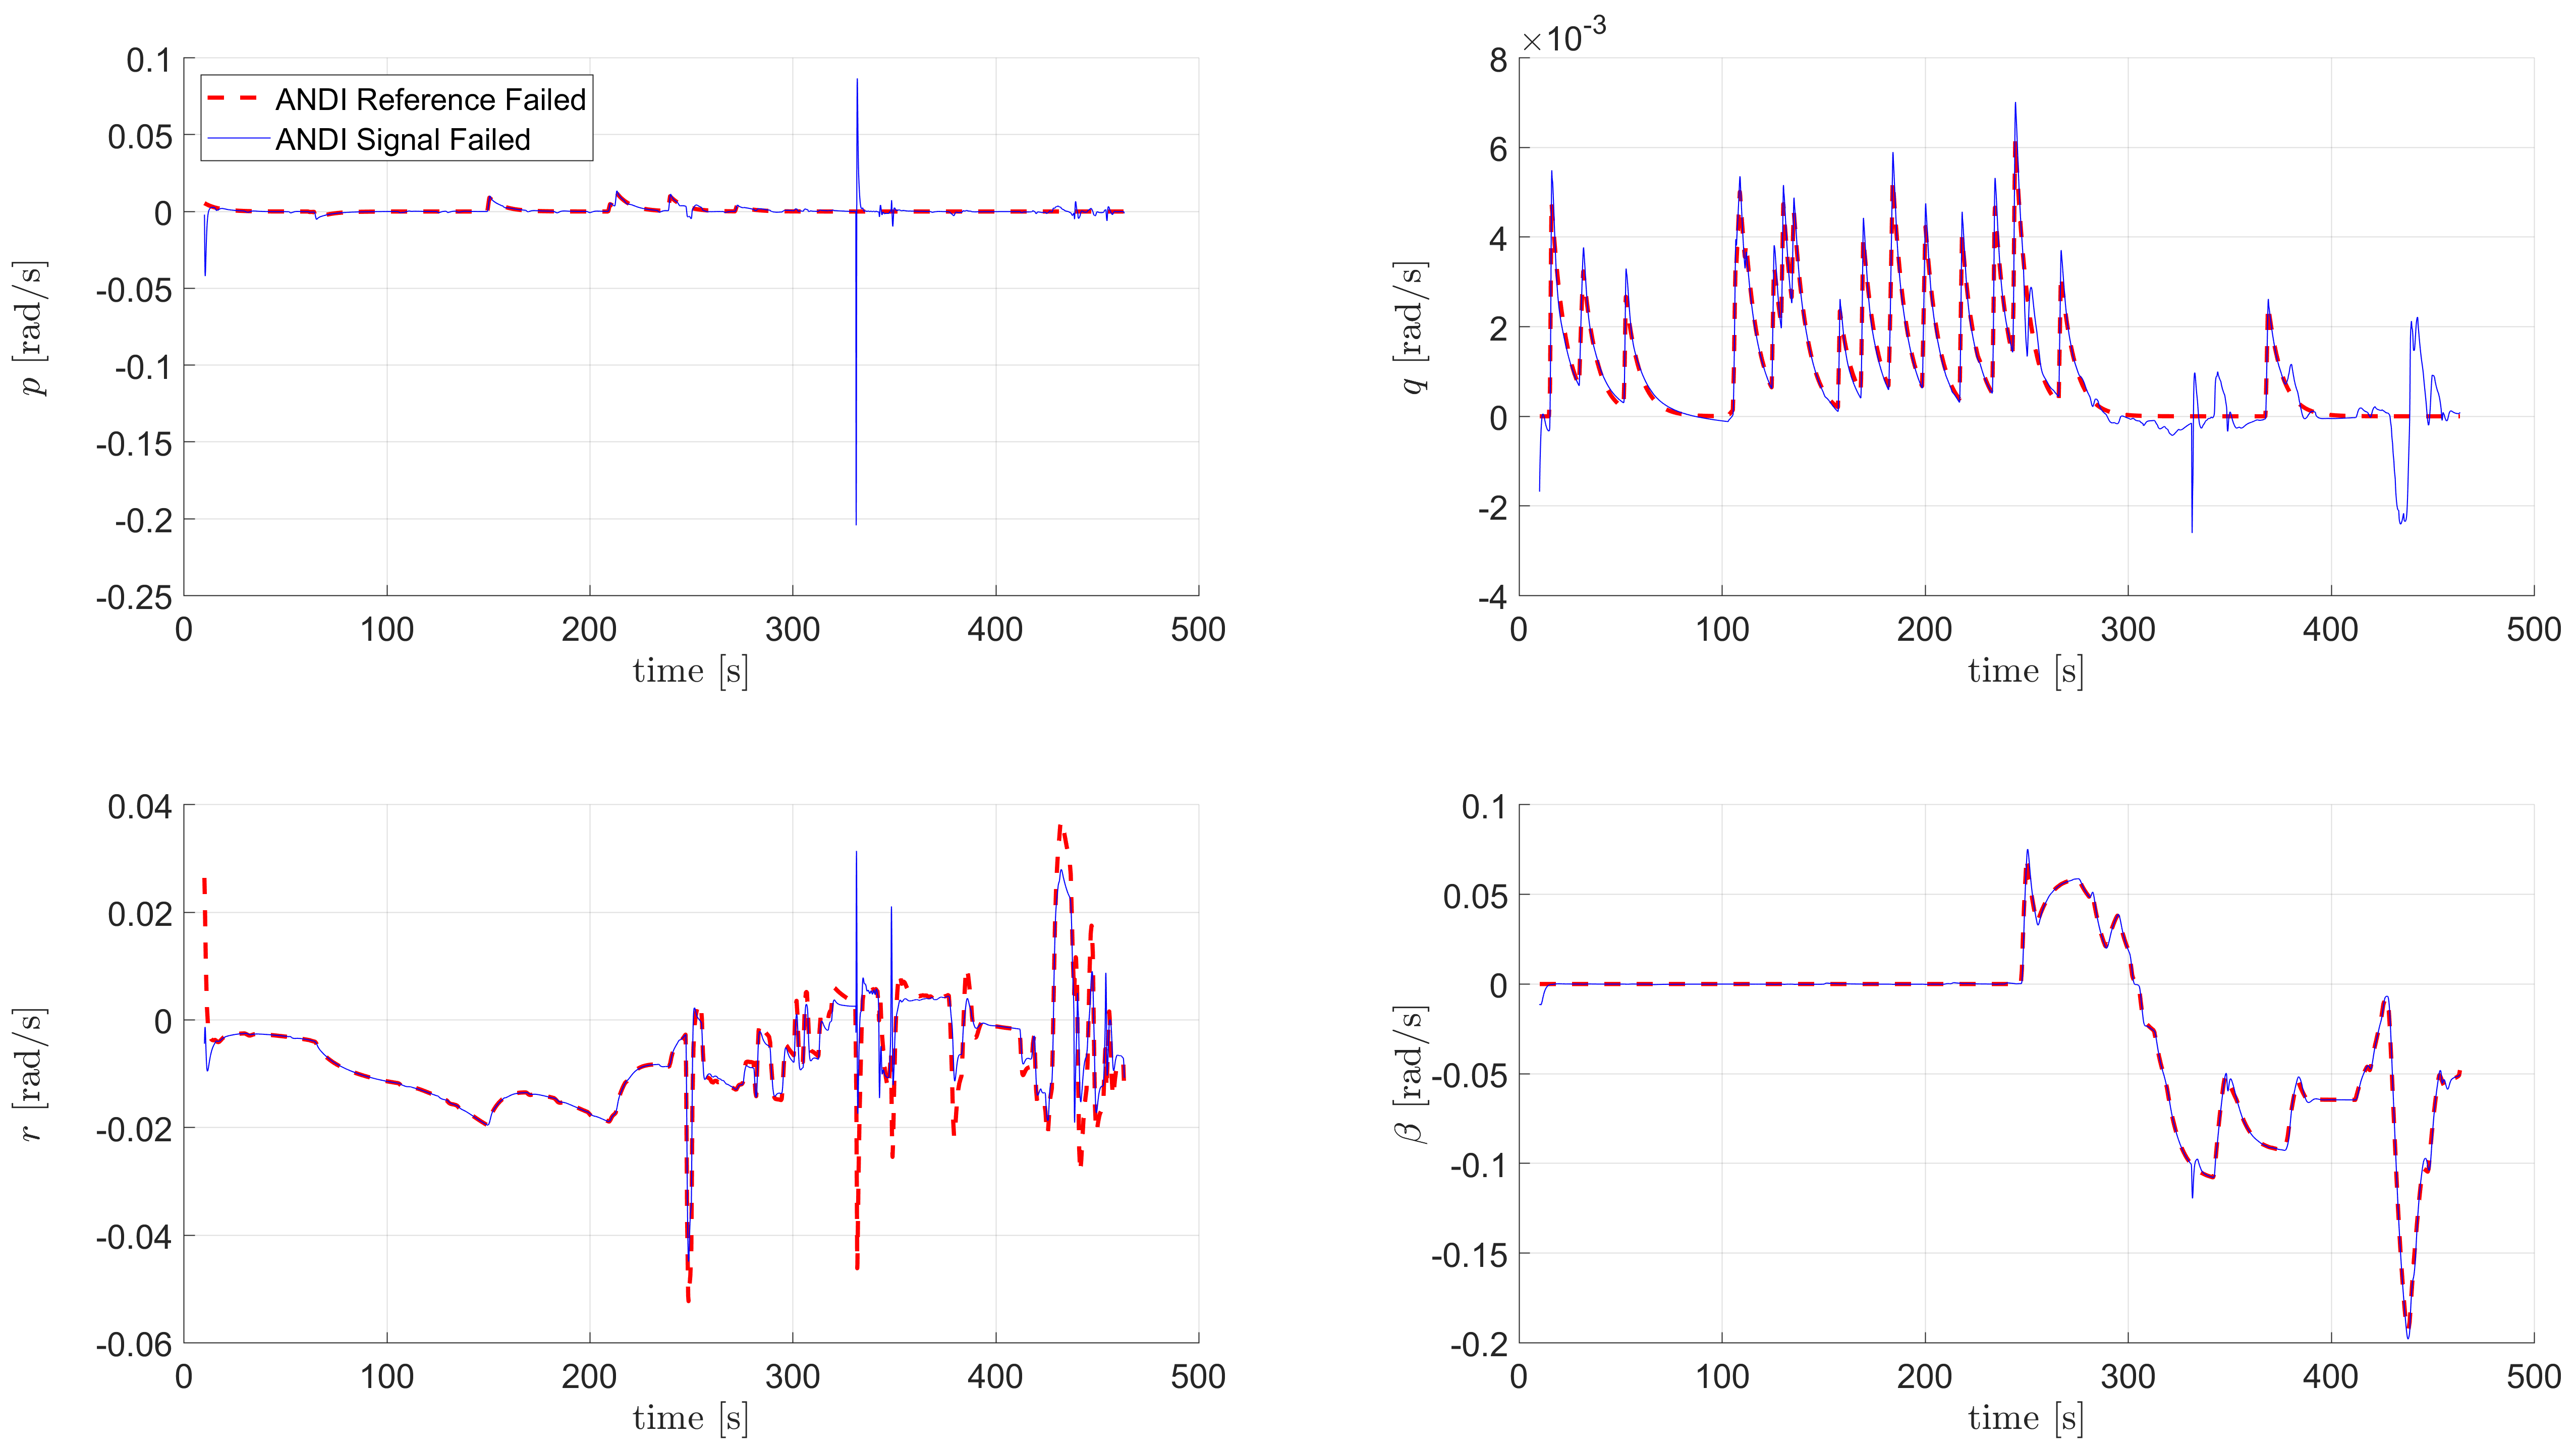 0.1
0.05
0
-0.05
-0.1
-0.15
-0.2
-0.25
p [rad/s]
ANDI Reference Failed
ANDI Signal Failed
0 100 200 300 400 500
time [s]
×10-3
8
6
4
2
0
-2
-4
q [rad/s]
0 100 200 300 400 500
time [s]
0.04
0.02
0
-0.02
-0.04
-0.06
r [rad/s]
0 100 200 300 400 500
time [s]
0.1
0.05
0
-0.05
-0.1
-0.15
-0.2
β [rad/s]
0 100 200 300 400 500
time [s]